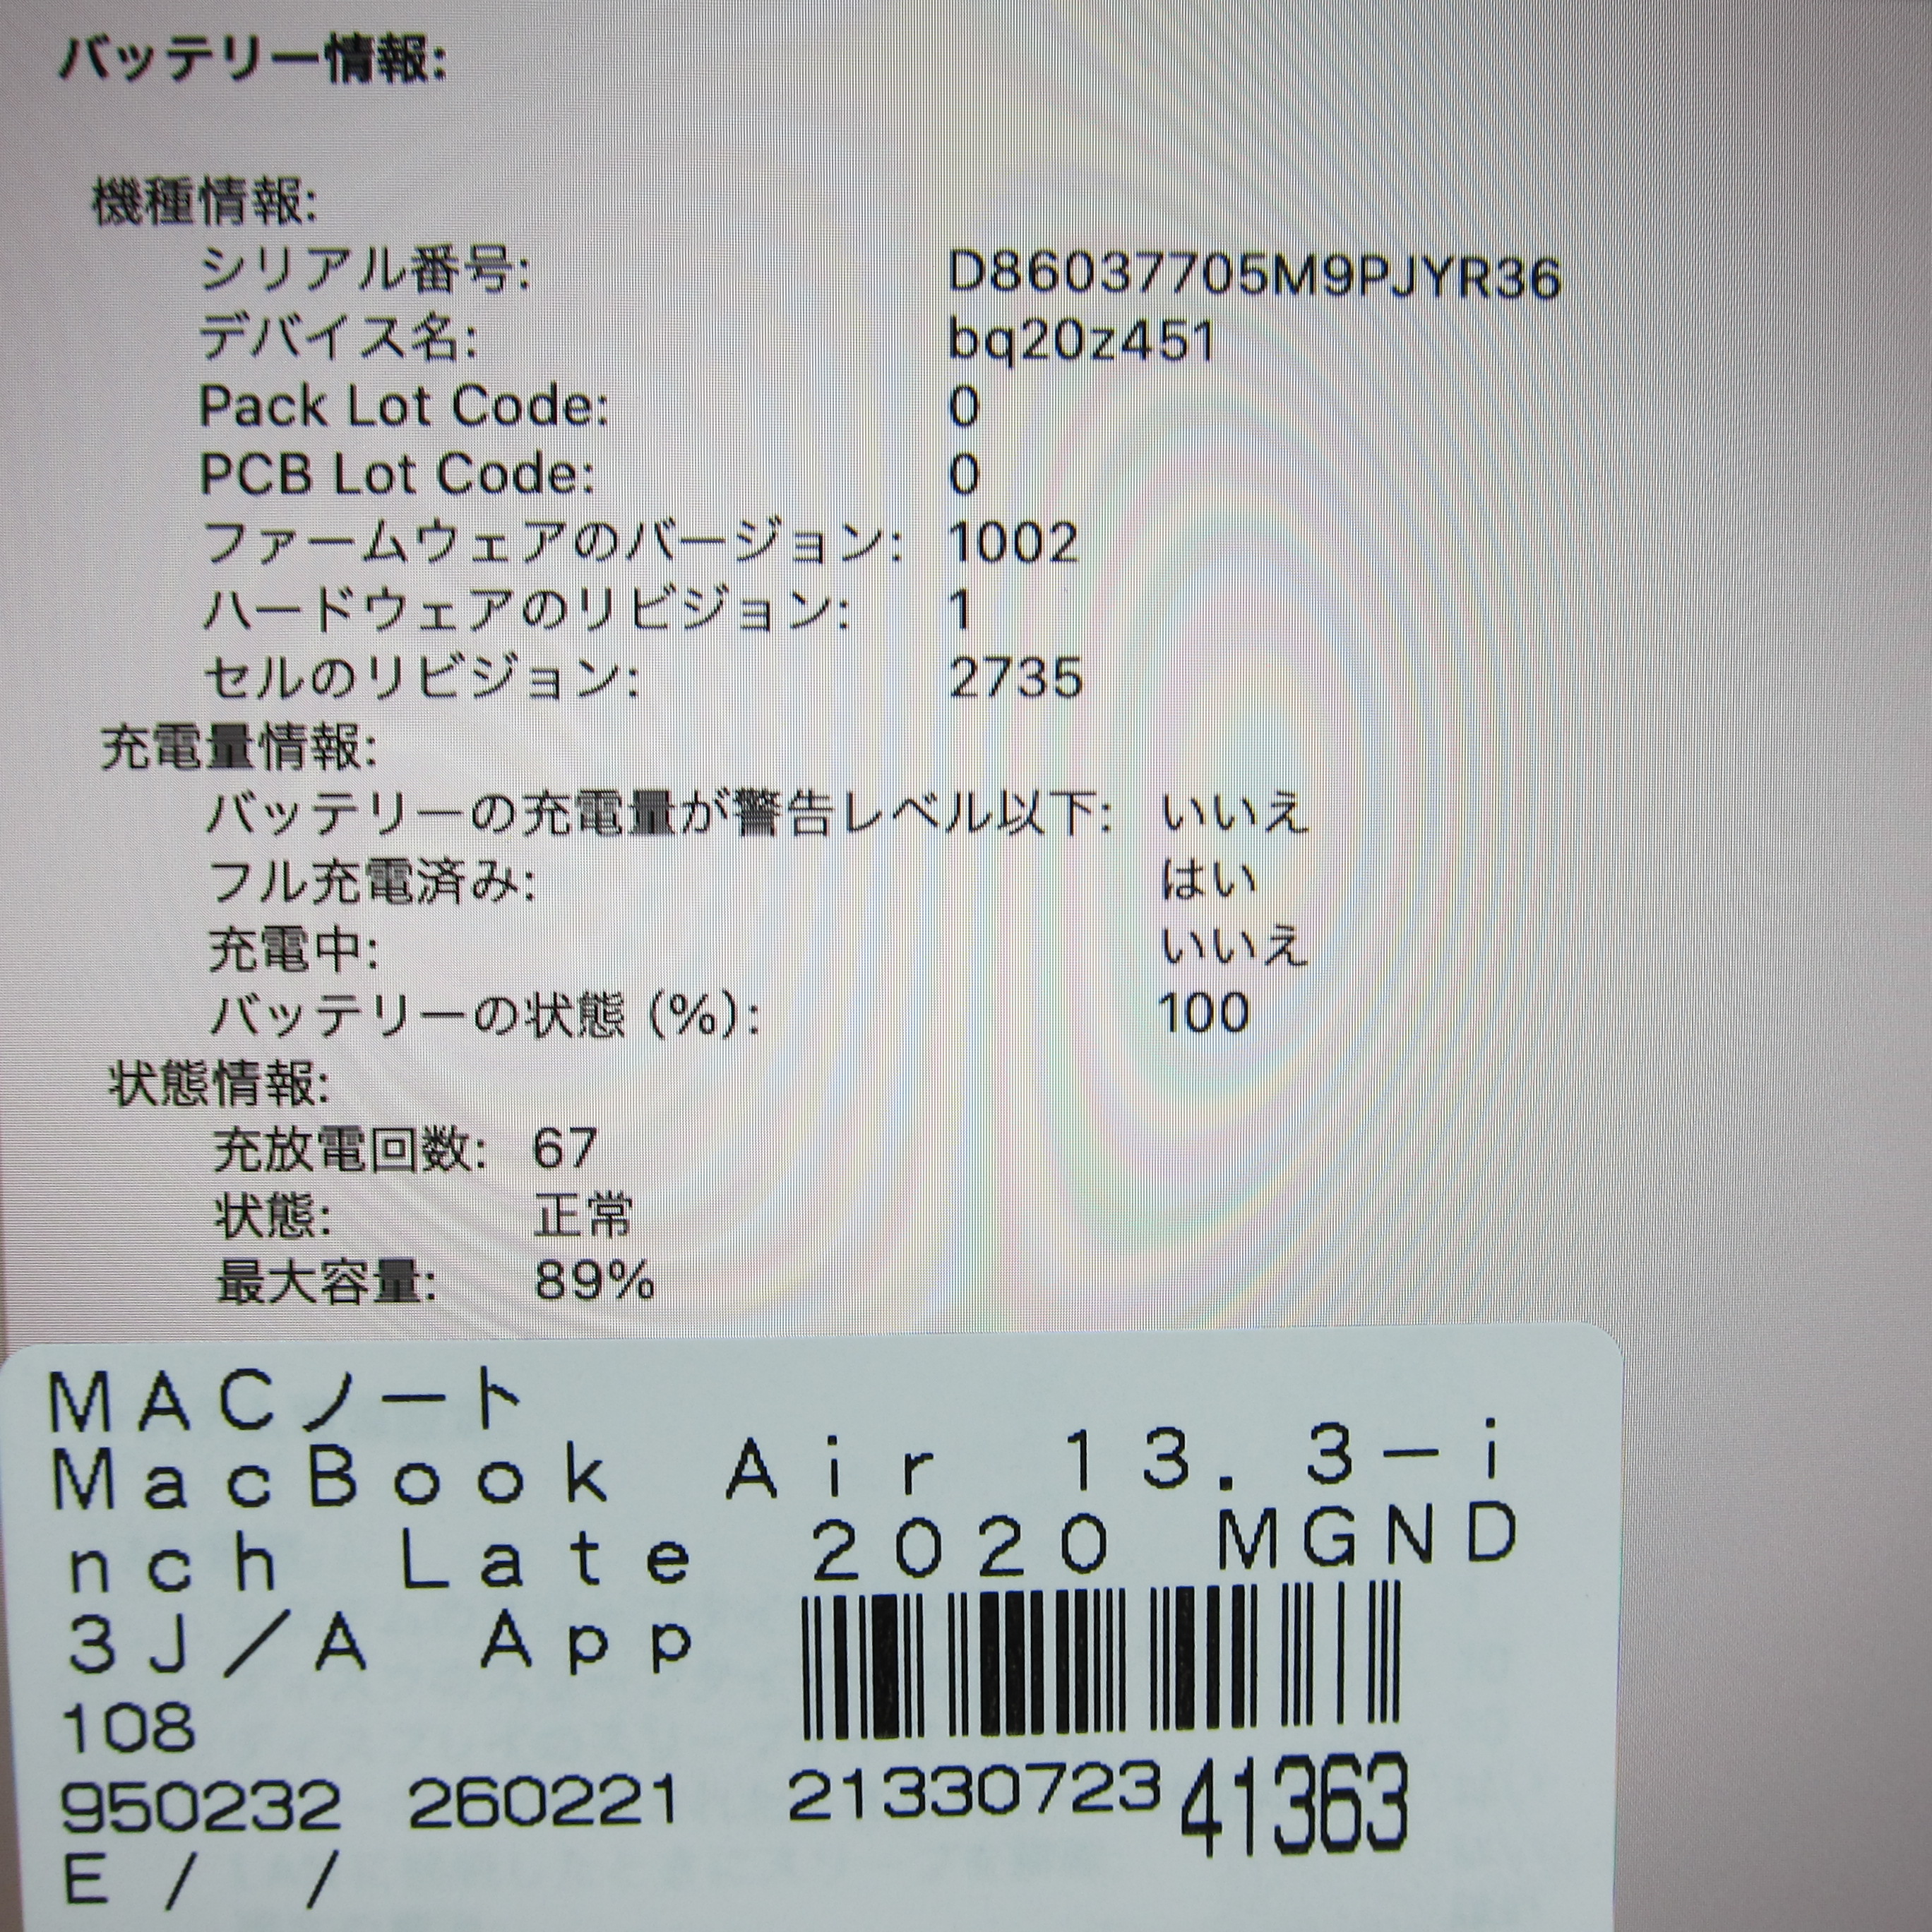 バッテリー情報:
機種情報:
シリアル番号: D86037705M9PJYR36
デバイス名: bq20z451
Pack Lot Code: 0
PCB Lot Code: 0
ファームウェアのバージョン: 1002
ハードウェアのリビジョン: 1
セルのリビジョン: 2735
充電量情報:
バッテリーの充電量が警告レベル以下: いいえ
フル充電済み: はい
充電中: いいえ
バッテリーの状態 (%): 100
状態情報:
充放電回数: 67
状態: 正常
最大容量: 89%
MACノート
MacBook Air 13.3-i
nch Late 2020 MGND
3J/A App
108
950232 260221 21330723 41363
E / /